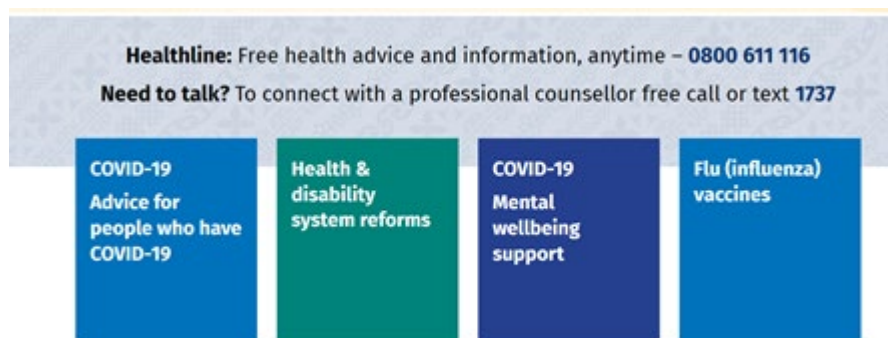 Healthline: Free health advice and information, anytime – 0800 611 116
Need to talk? To connect with a professional counsellor free call or text 1737
COVID-19
Advice for
people who have
COVID-19
Health &
disability
system reforms
COVID-19
Mental
wellbeing
support
Flu (influenza)
vaccines